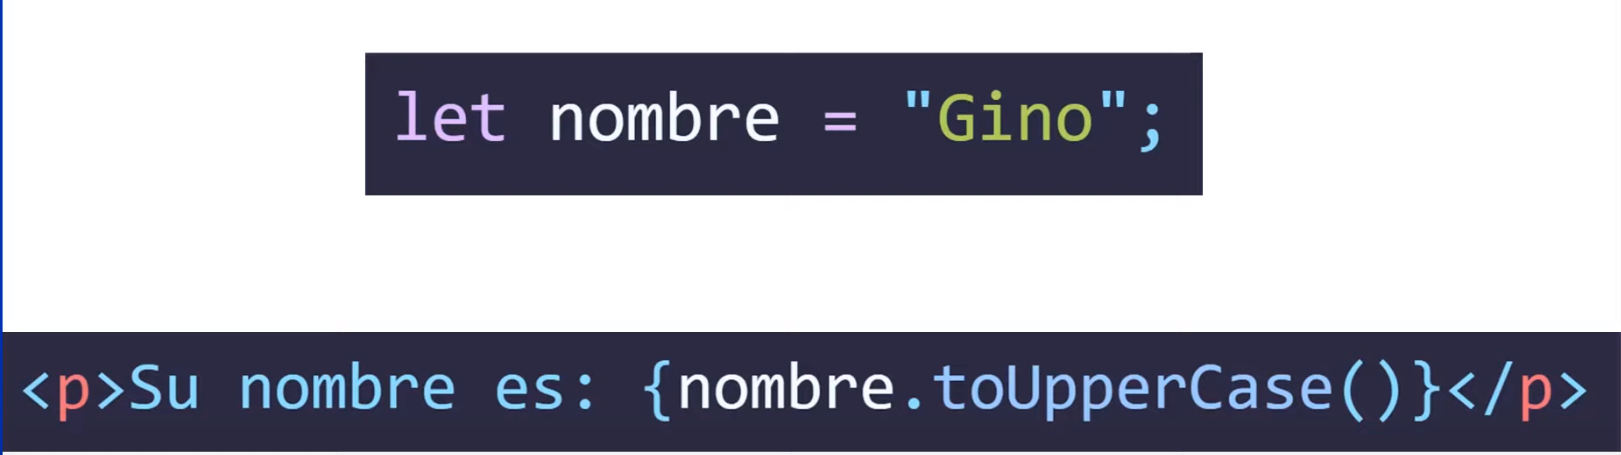 let nombre = "Gino";
<p>Su nombre es: {nombre.toUpperCase()}</p>